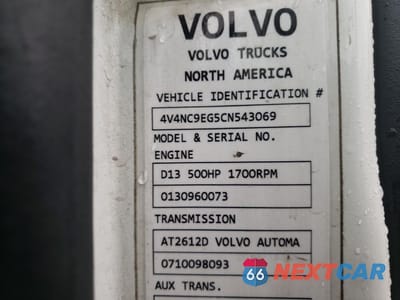 VOLVO
VOLVO TRUCKS
NORTH AMERICA
VEHICLE IDENTIFICATION #
4V4NC9EG5CN543069
MODEL & SERIAL NO.
ENGINE
D13 500HP 1700RPM
0130960073
TRANSMISSION
AT2612D VOLVO AUTOMA
0710098093
AUX TRANS.
66 NEXTCAR